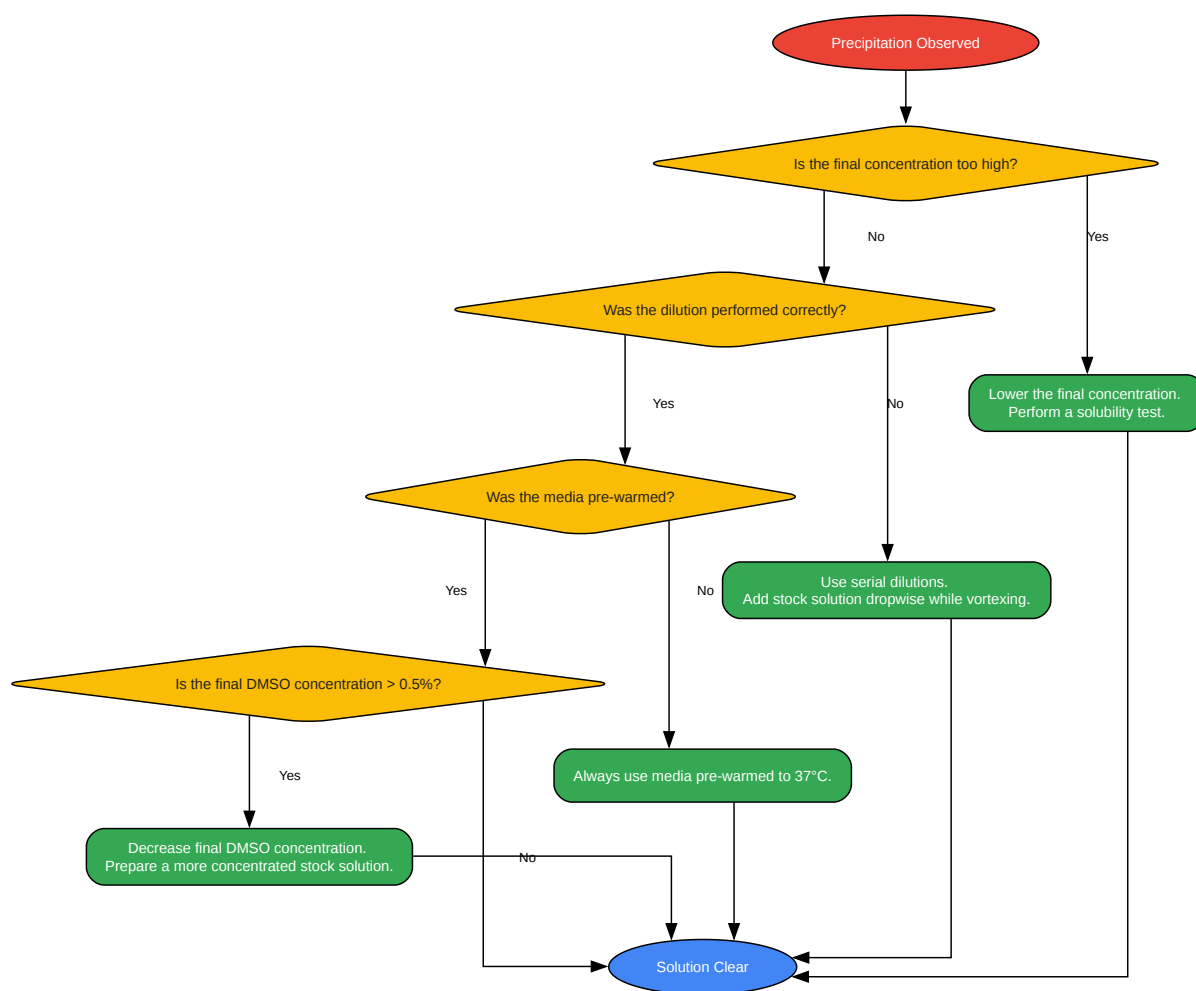 Precipitation Observed
Is the final concentration too high?
No
Yes
Was the dilution performed correctly?
Lower the final concentration.
Perform a solubility test.
Yes
No
Was the media pre-warmed?
Yes
No
Use serial dilutions.
Add stock solution dropwise while vortexing.
Is the final DMSO concentration > 0.5%?
Yes
Always use media pre-warmed to 37°C.
Decrease final DMSO concentration.
Prepare a more concentrated stock solution.
No
Solution Clear